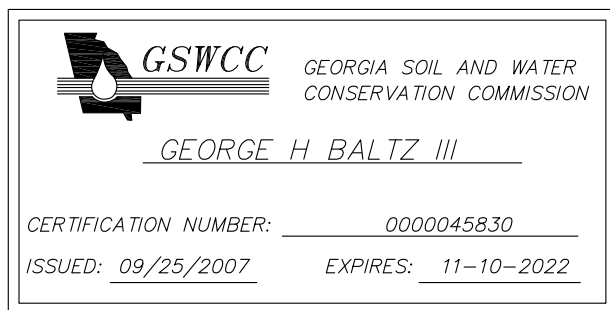 GSWCC
GEORGIA SOIL AND WATER
CONSERVATION COMMISSION
GEORGE H BALTZ III
CERTIFICATION NUMBER: 0000045830
ISSUED: 09/25/2007 EXPIRES: 11-10-2022